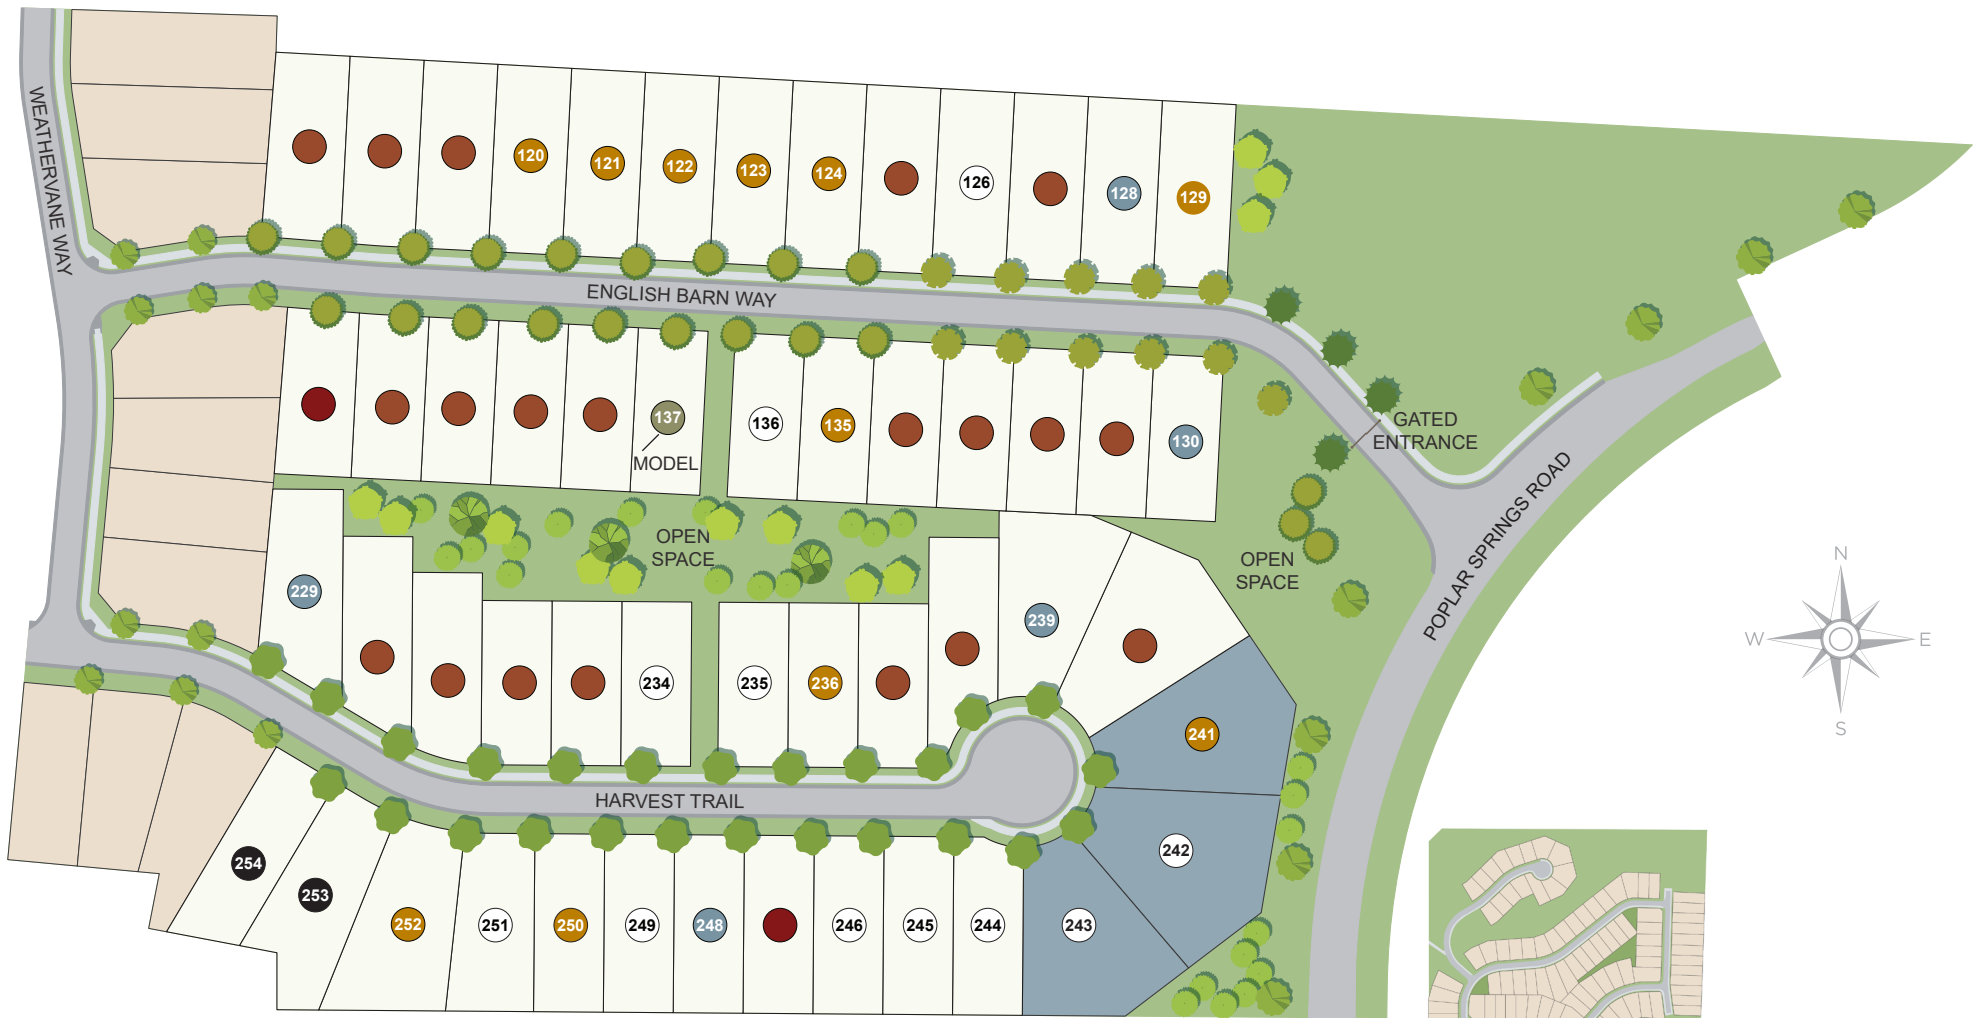 WEATHERVANE WAY
120
121
122
123
124
126
128
129
ENGLISH BARN WAY
137
MODEL
136
135
130
GATED
ENTRANCE
POPLAR SPRINGS ROAD
OPEN
SPACE
OPEN
SPACE
N
W
E
S
229
234
235
236
239
241
242
243
HARVEST TRAIL
254
253
252
251
250
249
248
246
245
244